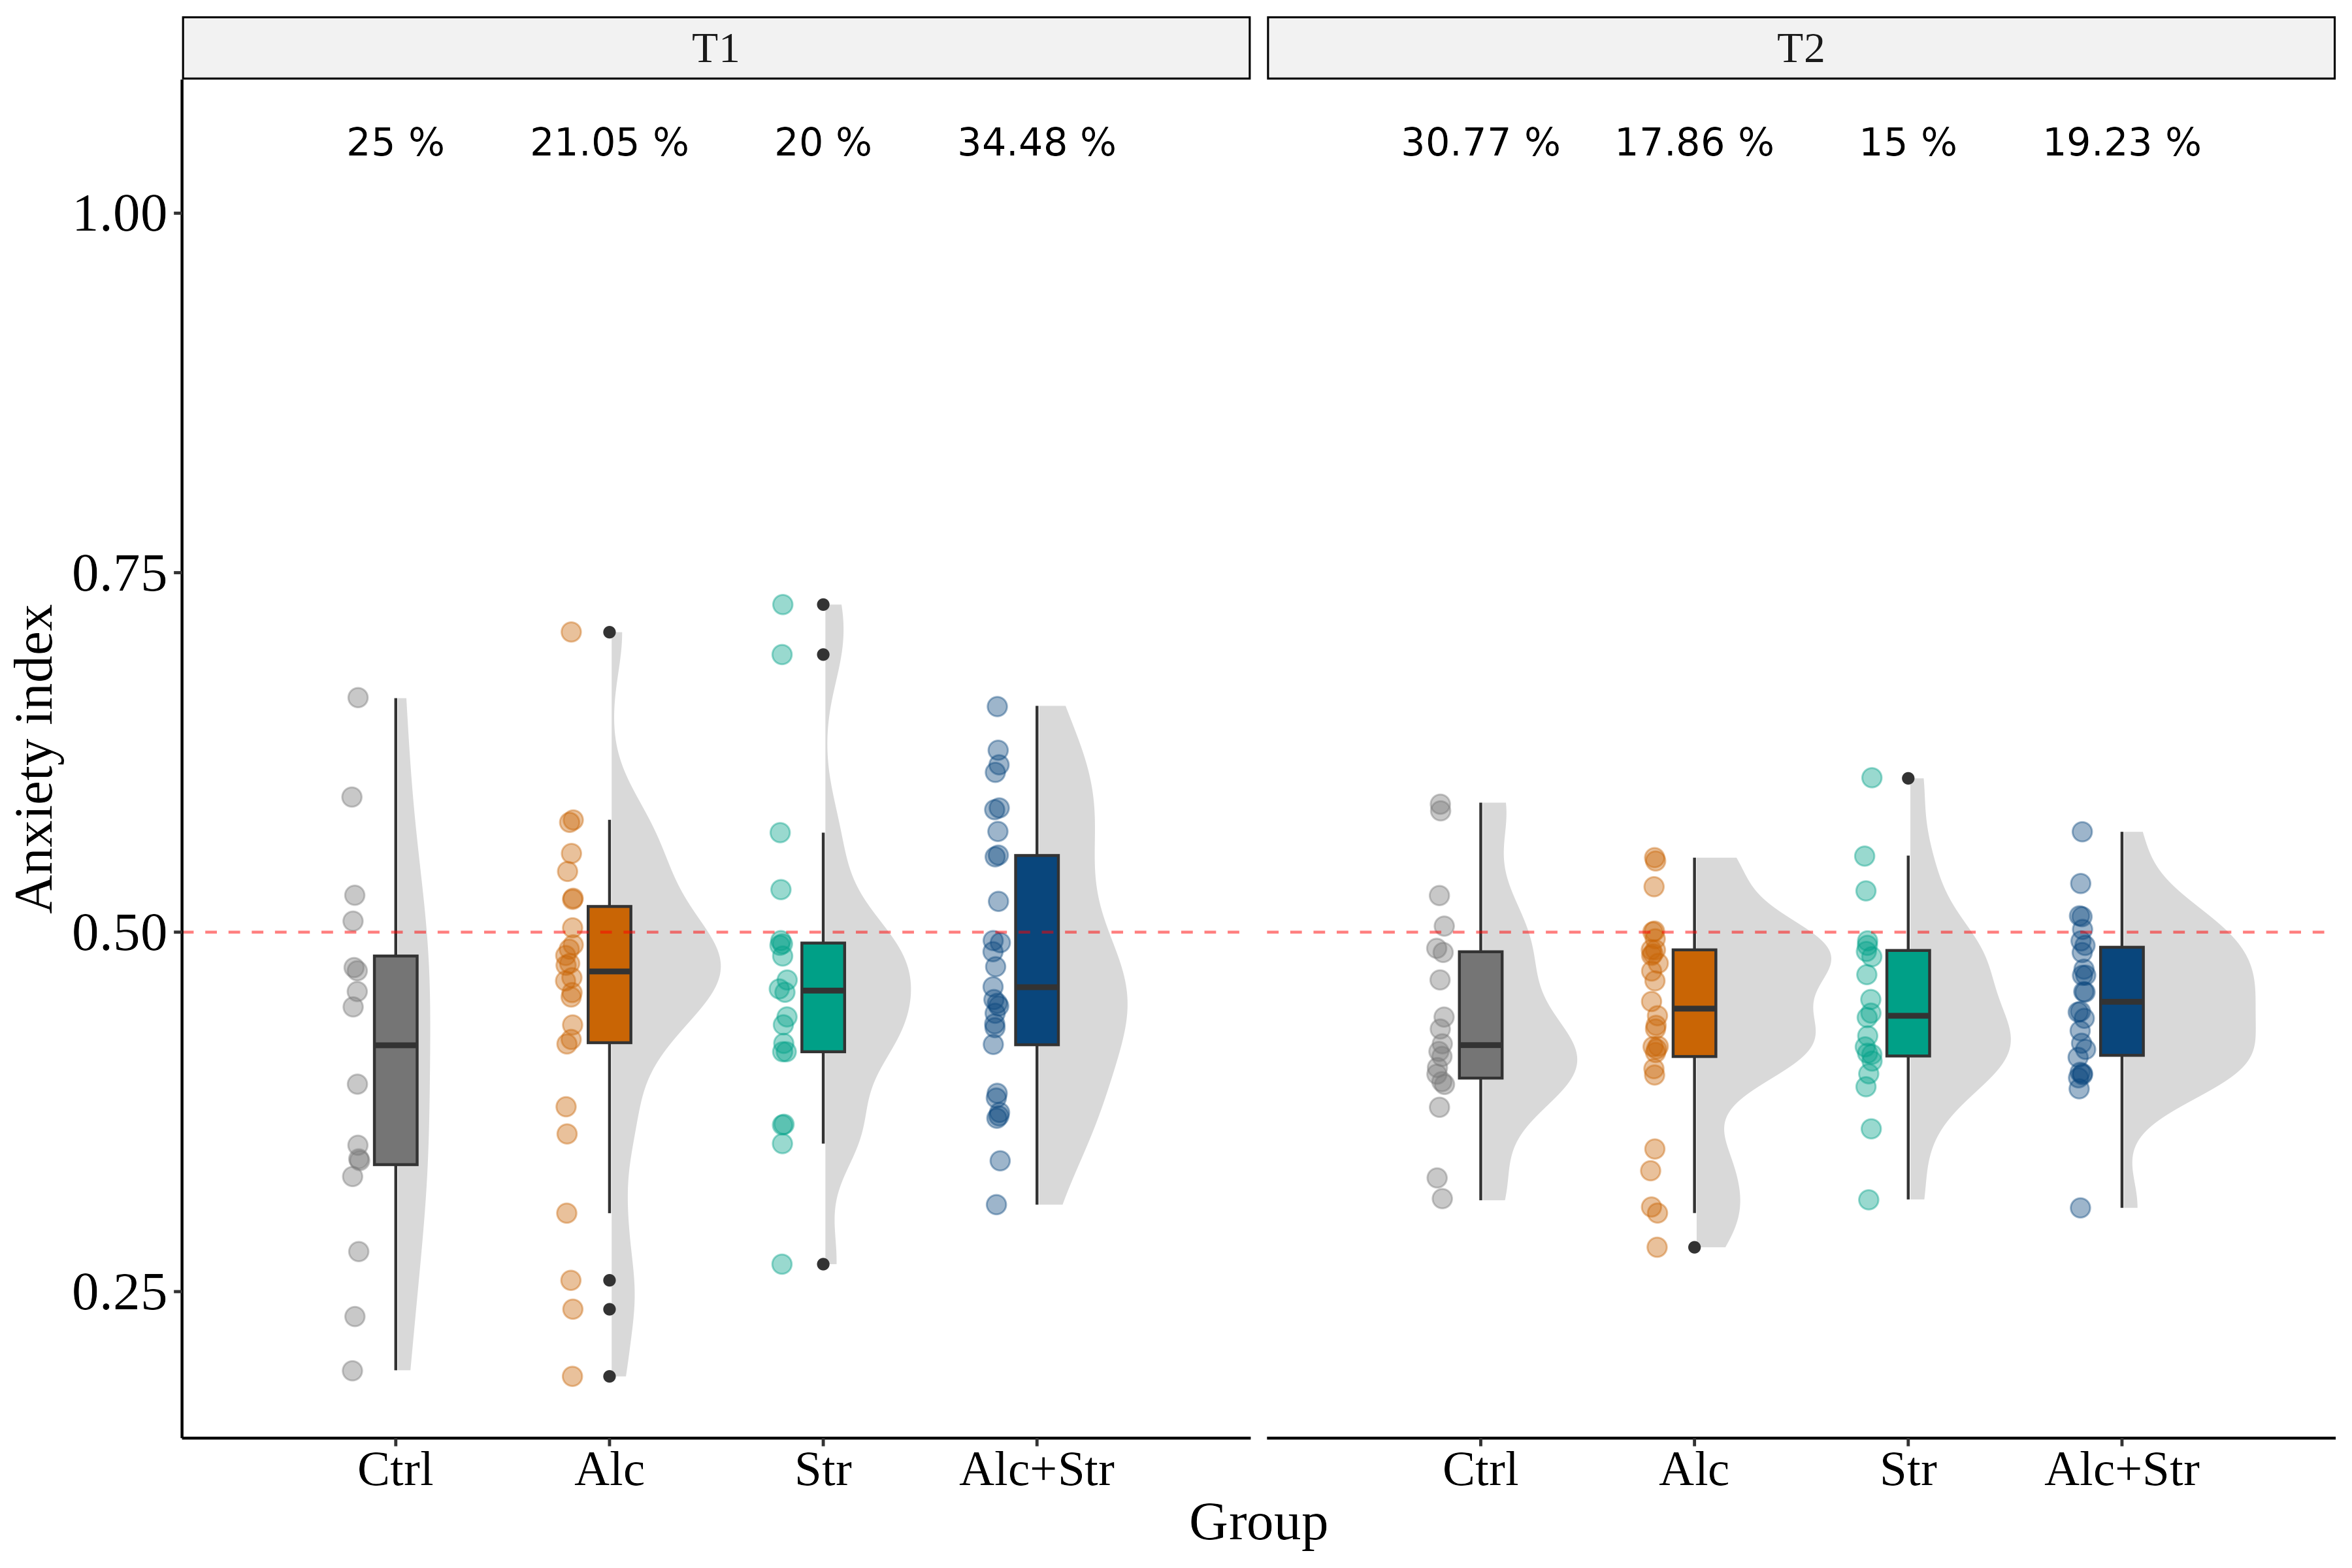 T1 T2
25 % 21.05 % 20 % 34.48 % 30.77 % 17.86 % 15 % 19.23 %
1.00
0.75
0.50
0.25
Anxiety index
Ctrl Alc Str Alc+Str Ctrl Alc Str Alc+Str
Group